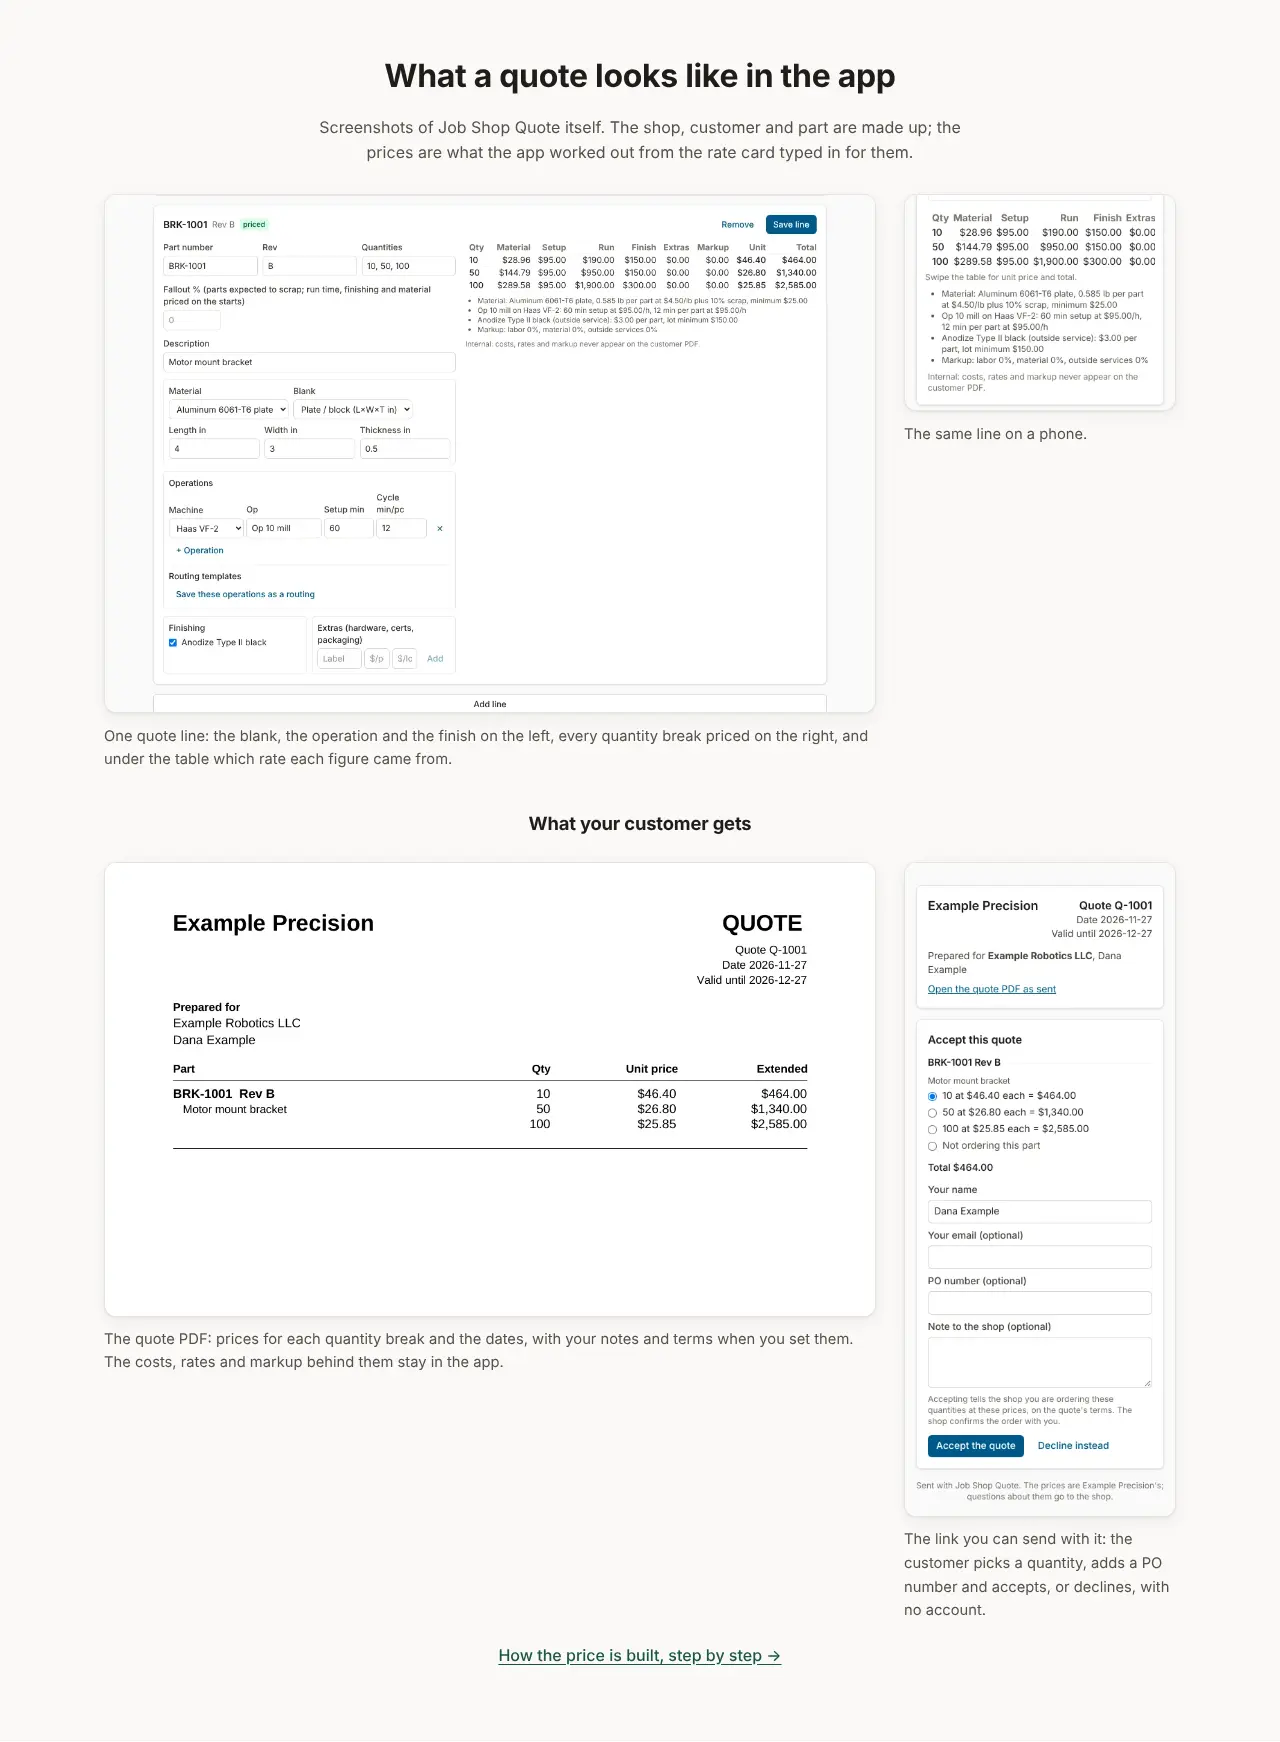 What a quote looks like in the app
Screenshots of Job Shop Quote itself. The shop, customer and part are made up; the
prices are what the app worked out from the rate card typed in for them.
BRK-1001 Rev B priced
Remove Save line
Part number Rev Quantities
BRK-1001 B 10, 50, 100
Fallout % (parts expected to scrap; run time, finishing and material
priced on the starts)
0
Description
Motor mount bracket
Material Blank
Aluminum 6061-T6 plate Plate / block (L×W×T in)
Length in Width in Thickness in
4 3 0.5
Operations
Machine Op Setup min Cycle min/pc
Haas VF-2 Op 10 mill 60 12 ×
+ Operation
Routing templates
Save these operations as a routing
Finishing
Anodize Type II black
Extras (hardware, certs,
packaging)
Label $/p $/lc Add
Qty Material Setup Run Finish Extras Markup Unit Total
10 $28.96 $95.00 $190.00 $150.00 $0.00 $0.00 $46.40 $464.00
50 $144.79 $95.00 $950.00 $150.00 $0.00 $0.00 $26.80 $1,340.00
100 $289.58 $95.00 $1,900.00 $300.00 $0.00 $0.00 $25.85 $2,585.00
• Material: Aluminum 6061-T6 plate, 0.585 lb per part at $4.50/lb plus 10% scrap, minimum $25.00
• Op 10 mill on Haas VF-2: 60 min setup at $95.00/h, 12 min per part at $95.00/h
• Anodize Type II black (outside service): $3.00 per part, lot minimum $150.00
• Markup: labor 0%, material 0%, outside services 0%
Internal: costs, rates and markup never appear on the customer PDF.
Add line
One quote line: the blank, the operation and the finish on the left, every quantity break priced on the right, and
under the table which rate each figure came from.
Qty Material Setup Run Finish Extras
10 $28.96 $95.00 $190.00 $150.00 $0.00
50 $144.79 $95.00 $950.00 $150.00 $0.00
100 $289.58 $95.00 $1,900.00 $300.00 $0.00
Swipe the table for unit price and total.
• Material: Aluminum 6061-T6 plate, 0.585 lb per part
at $4.50/lb plus 10% scrap, minimum $25.00
• Op 10 mill on Haas VF-2: 60 min setup at $95.00/h,
12 min per part at $95.00/h
• Anodize Type II black (outside service): $3.00 per
part, lot minimum $150.00
• Markup: labor 0%, material 0%, outside services 0%
Internal: costs, rates and markup never appear on the
customer PDF.
The same line on a phone.
What your customer gets
Example Precision
QUOTE
Quote Q-1001
Date 2026-11-27
Valid until 2026-12-27
Prepared for
Example Robotics LLC
Dana Example
Part Qty Unit price Extended
BRK-1001 Rev B 10 $46.40 $464.00
Motor mount bracket 50 $26.80 $1,340.00
100 $25.85 $2,585.00
The quote PDF: prices for each quantity break and the dates, with your notes and terms when you set them.
The costs, rates and markup behind them stay in the app.
Example Precision Quote Q-1001
Date 2026-11-27
Valid until 2026-12-27
Prepared for Example Robotics LLC, Dana
Example
Open the quote PDF as sent
Accept this quote
BRK-1001 Rev B
Motor mount bracket
10 at $46.40 each = $464.00
50 at $26.80 each = $1,340.00
100 at $25.85 each = $2,585.00
Not ordering this part
Total $464.00
Your name
Dana Example
Your email (optional)
PO number (optional)
Note to the shop (optional)
Accepting tells the shop you are ordering these
quantities at these prices, on the quote's terms. The
shop confirms the order with you.
Accept the quote Decline instead
Sent with Job Shop Quote. The prices are Example Precision's;
questions about them go to the shop.
The link you can send with it: the
customer picks a quantity, adds a PO
number and accepts, or declines, with
no account.
How the price is built, step by step →